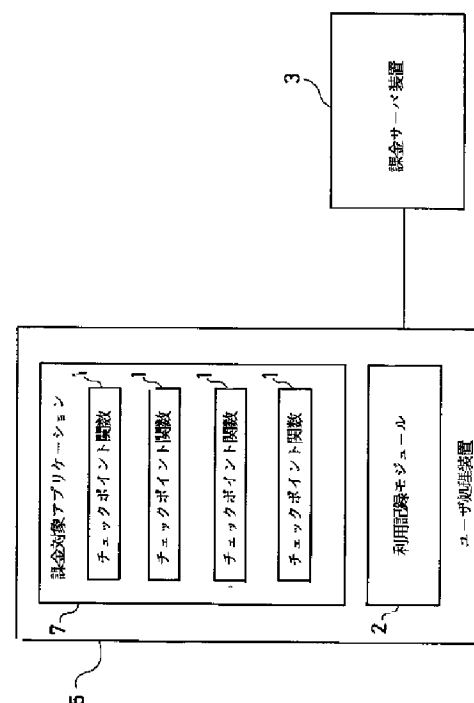 5
7
課金対象アプリケーション
チェックポイント関数
1
チェックポイント関数
1
チェックポイント関数
1
チェックポイント関数
1
2
利用記録モジュール
ユーザ処理装置
3
課金サーバ装置